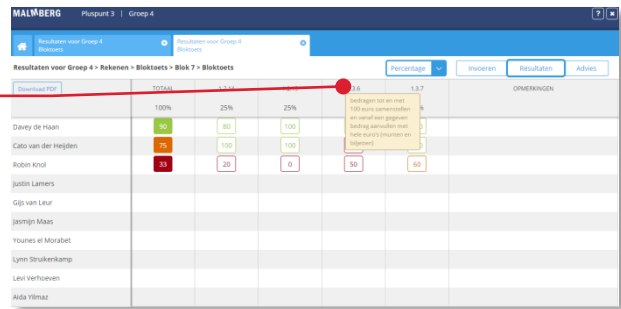 MALMBERG Pluspunt 3 | Groep 4 ? ×
Resultaten voor Groep 4
Bloktoets
Resultaten voor Groep 4
Bloktoets
Resultaten voor Groep 4 > Rekenen > Bloktoets > Blok 7 > Bloktoets
Percentage
Invoeren Resultaten Advies
Download PDF TOTAAL 3.6 1.3.7 OPMERKINGEN
100% 25% 25% %
bedragen tot en met
100 euro samenstellen
en vanaf een gegeven
bedrag aanvullen met
hele euro's (munten en
biljetten)
Davey de Haan 90 80 100
Cato van der Heijden 75 100 100
Robin Knol 33 20 0 50 60
Justin Lamers
Gijs van Leur
Jasmijn Maas
Younes el Morabet
Lynn Struikenkamp
Levi Verhoeven
Aida Yilmaz